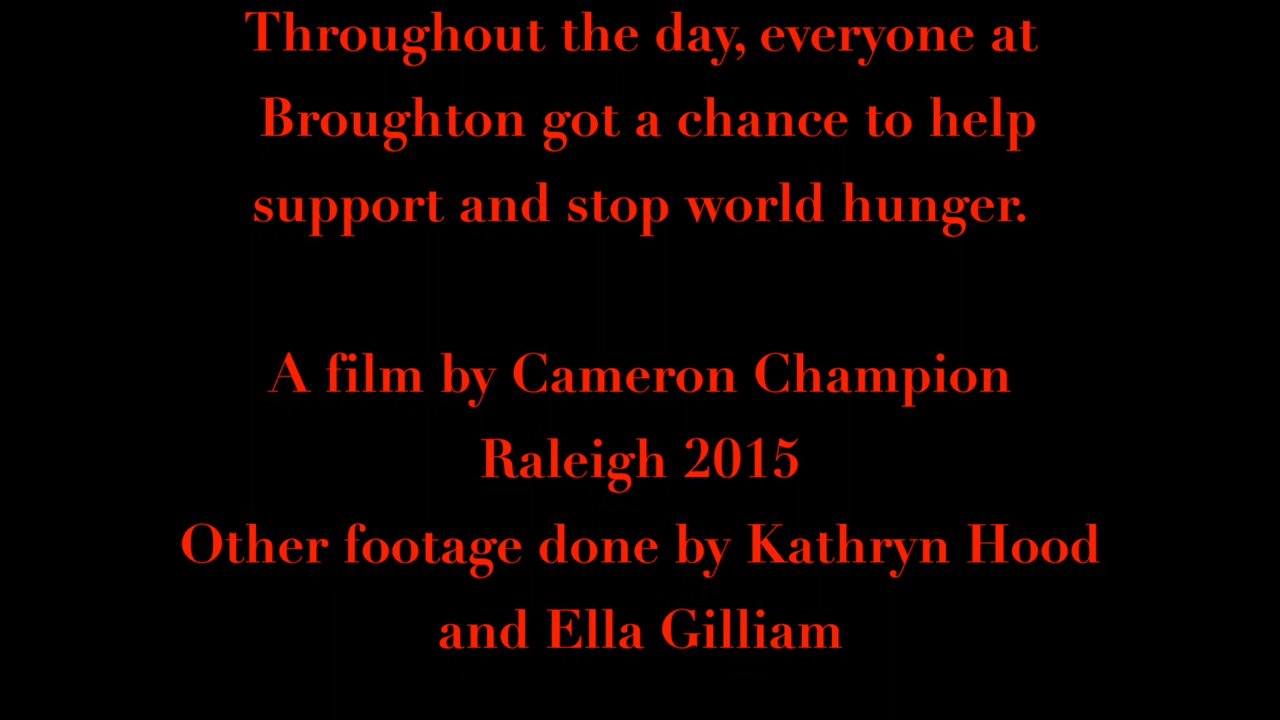 Throughout the day, everyone at
Broughton got a chance to help
support and stop world hunger.
A film by Cameron Champion
Raleigh 2015
Other footage done by Kathryn Hood
and Ella Gilliam